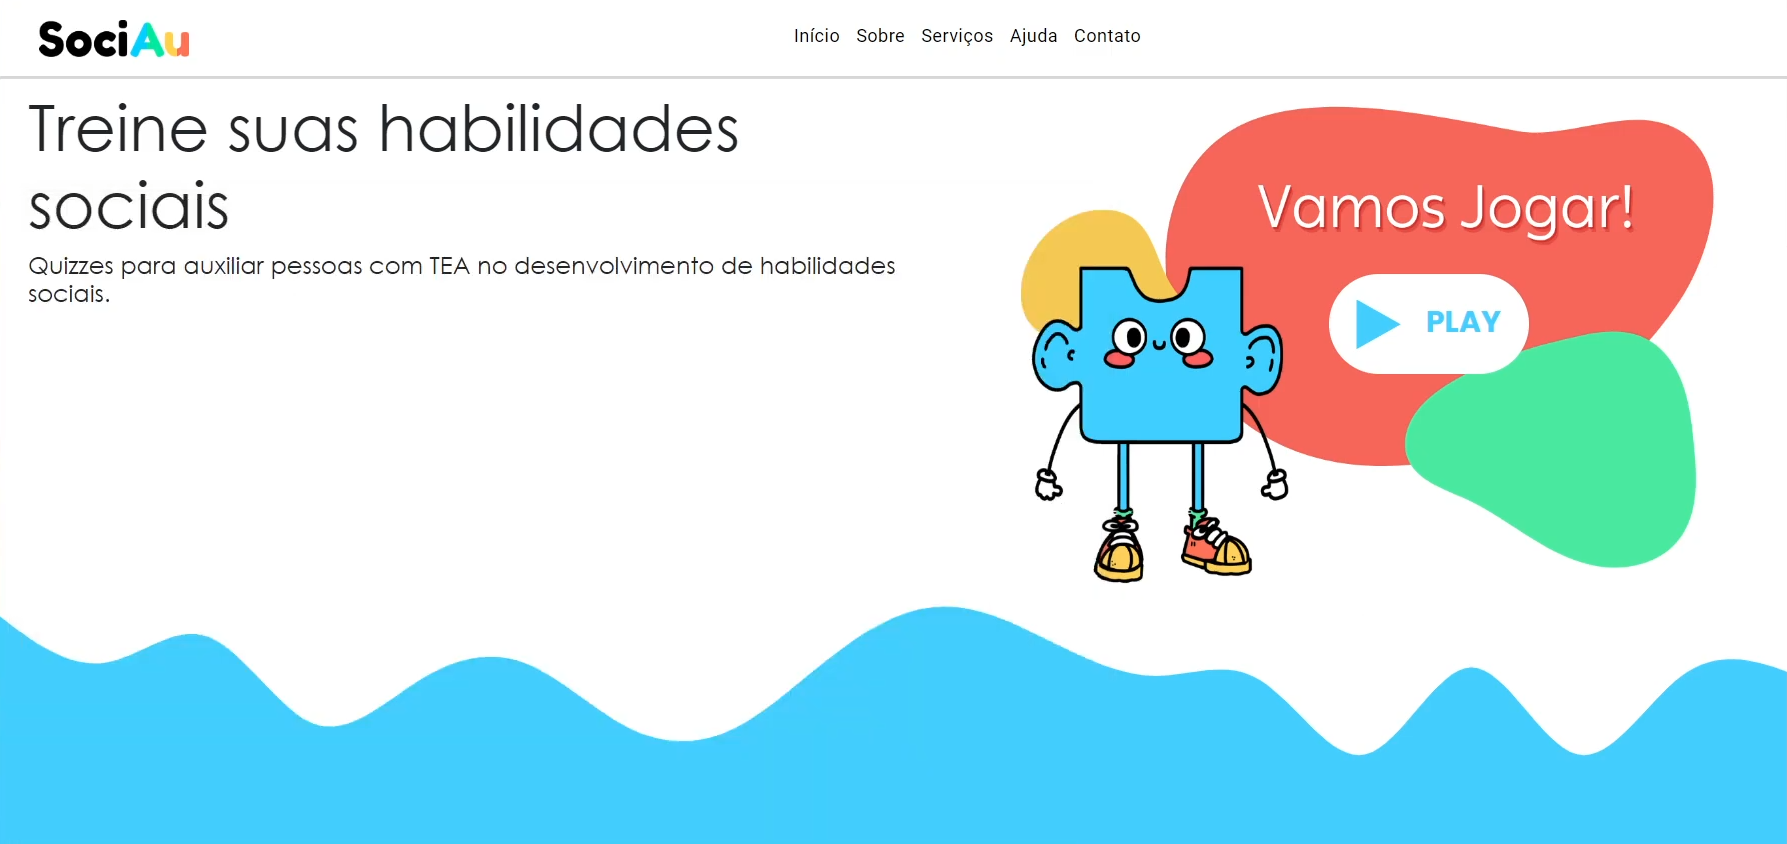 SociAu
Início Sobre Serviços Ajuda Contato
Treine suas habilidades
sociais
Quizzes para auxiliar pessoas com TEA no desenvolvimento de habilidades
sociais.
Vamos Jogar!
PLAY